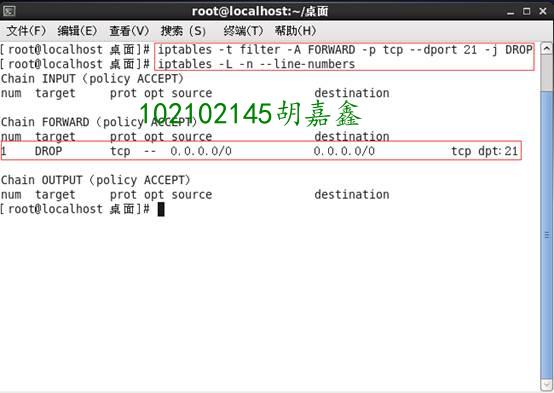 root@localhost:~/桌面
文件(F) 编辑(E) 查看(V) 搜索 (S) 终端(T) 帮助(H)
[root@localhost 桌面]# iptables -t filter -A FORWARD -p tcp --dport 21 -j DROP
[root@localhost 桌面]# iptables -L -n --line-numbers
Chain INPUT (policy ACCEPT)
num target prot opt source destination
102102145胡嘉鑫
Chain FORWARD (policy ACCEPT)
num target prot opt source destination
1 DROP tcp -- 0.0.0.0/0 0.0.0.0/0 tcp dpt:21
Chain OUTPUT (policy ACCEPT)
num target prot opt source destination
[root@localhost 桌面]#